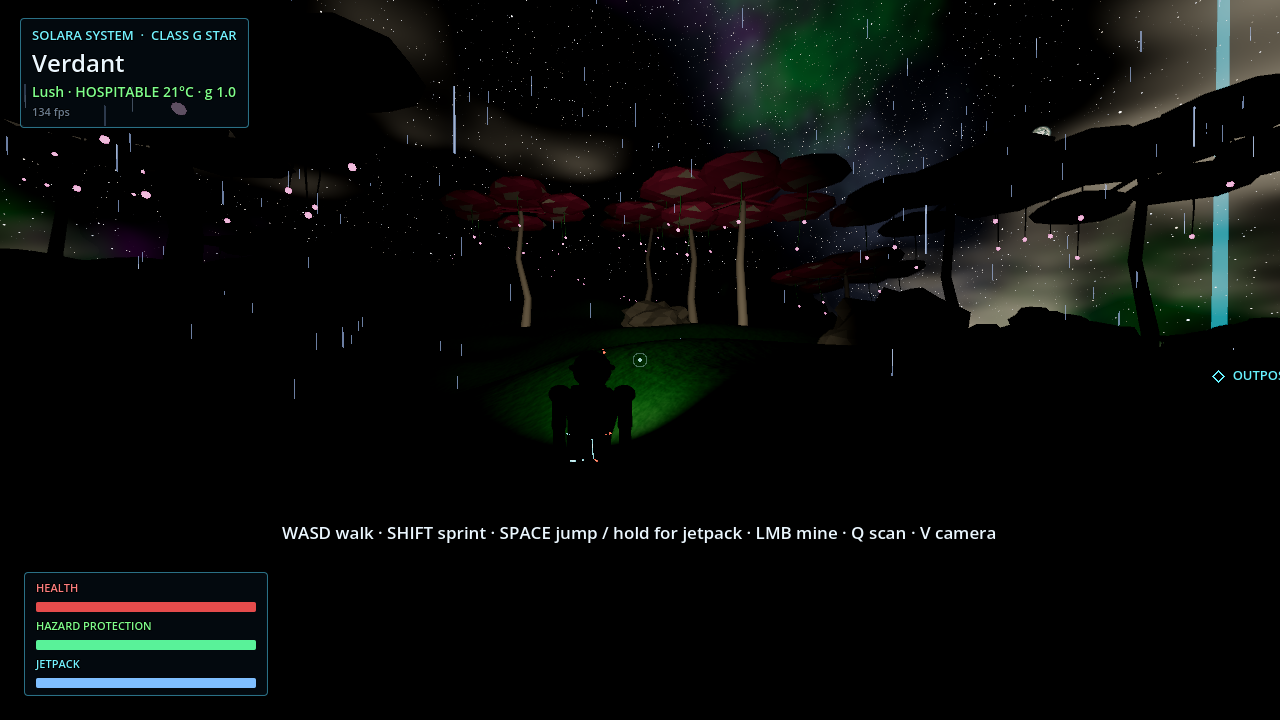 SOLARA SYSTEM · CLASS G STAR
Verdant
Lush · HOSPITABLE 21°C · g 1.0
134 fps
OUTPOS
WASD walk · SHIFT sprint · SPACE jump / hold for jetpack · LMB mine · Q scan · V camera
HEALTH
HAZARD PROTECTION
JETPACK